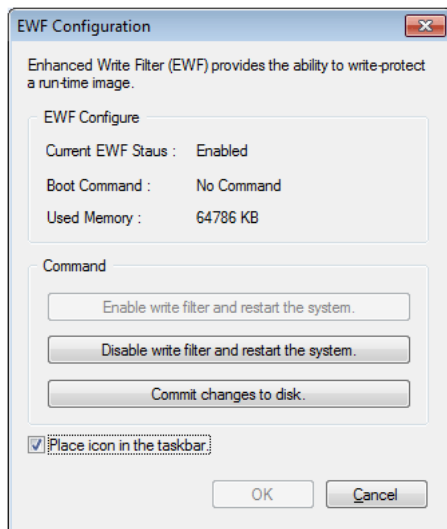 EWF Configuration
Enhanced Write Filter (EWF) provides the ability to write-protect
a run-time image.
EWF Configure
Current EWF Staus : Enabled
Boot Command : No Command
Used Memory : 64786 KB
Command
Enable write filter and restart the system.
Disable write filter and restart the system.
Commit changes to disk.
Place icon in the taskbar.
OK Cancel